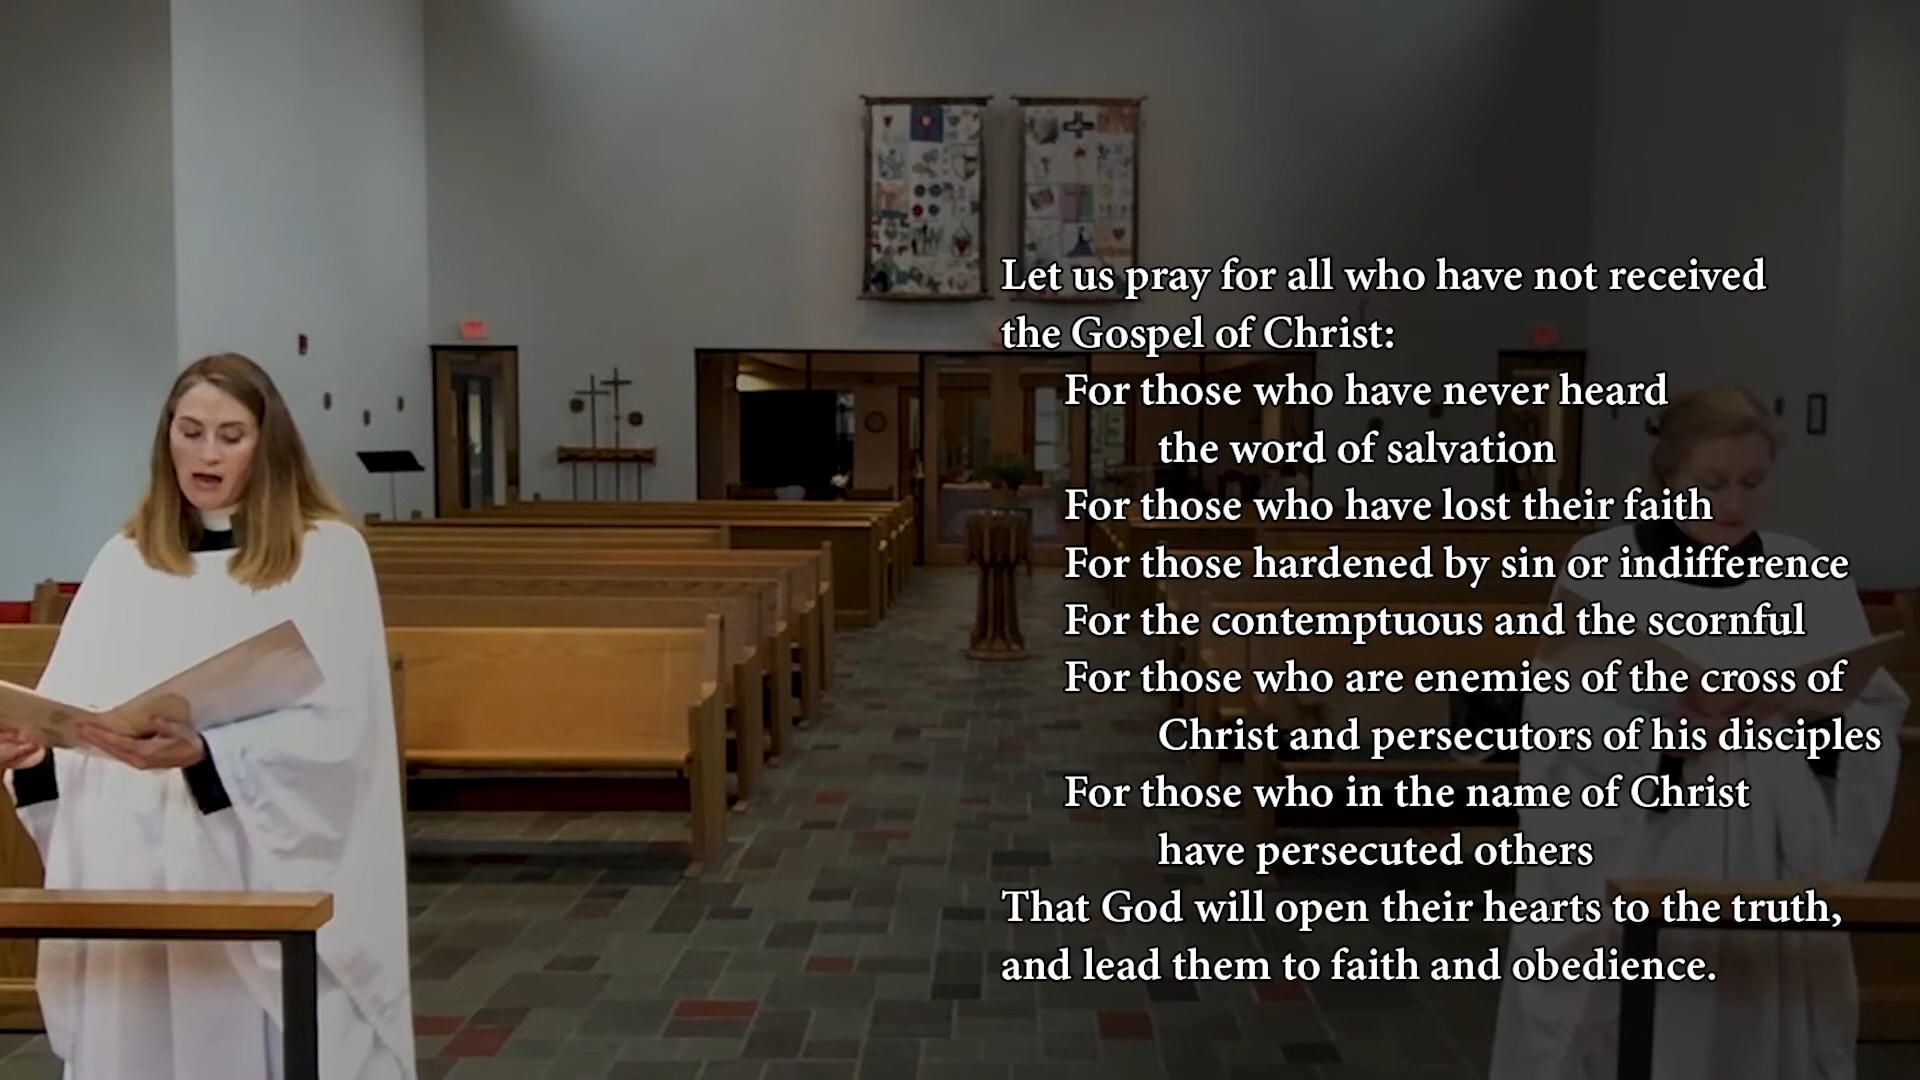 Let us pray for all who have not received
the Gospel of Christ:
For those who have never heard
the word of salvation
For those who have lost their faith
For those hardened by sin or indifference
For the contemptuous and the scornful
For those who are enemies of the cross of
Christ and persecutors of his disciples
For those who in the name of Christ
have persecuted others
That God will open their hearts to the truth,
and lead them to faith and obedience.